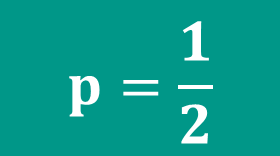 p = 1/2